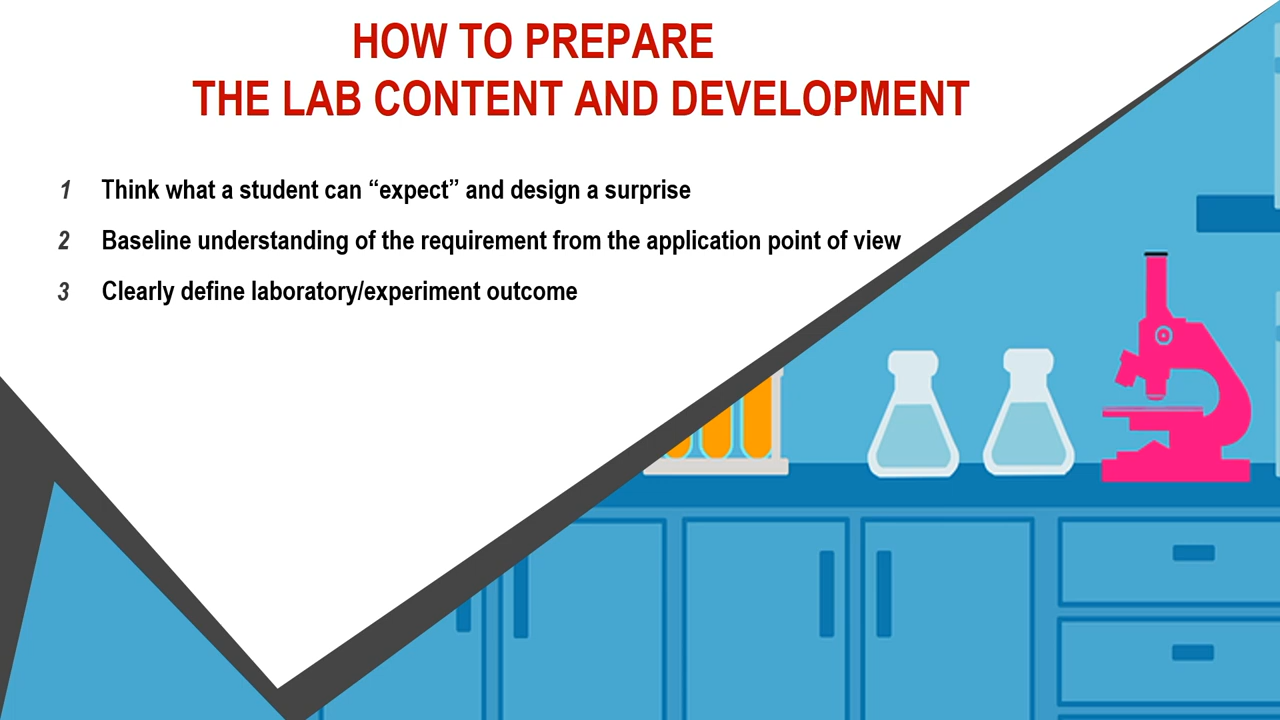 HOW TO PREPARE
THE LAB CONTENT AND DEVELOPMENT
1 Think what a student can “expect” and design a surprise
2 Baseline understanding of the requirement from the application point of view
3 Clearly define laboratory/experiment outcome